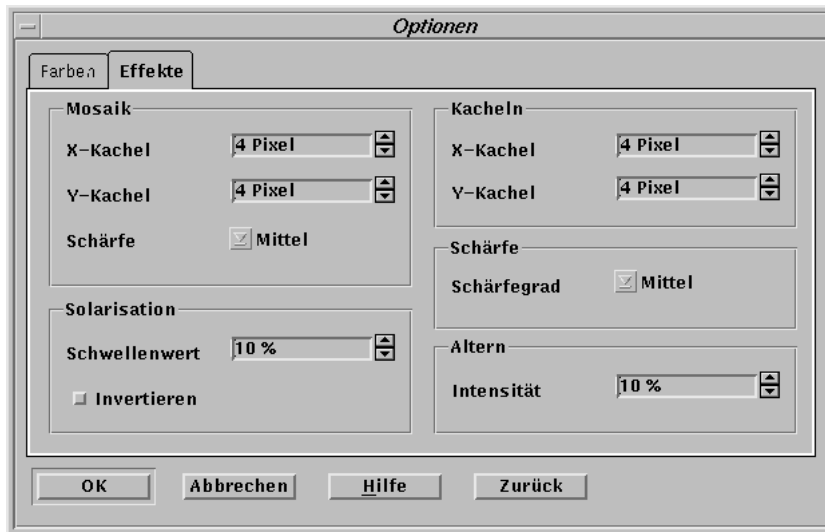 Optionen
Farben
Effekte
Mosaik
X-Kachel 4 Pixel
Y-Kachel 4 Pixel
Schärfe Mittel
Solarisation
Schwellenwert 10 %
Invertieren
Kacheln
X-Kachel 4 Pixel
Y-Kachel 4 Pixel
Schärfe
Schärfegrad Mittel
Altern
Intensität 10 %
OK Abbrechen Hilfe Zurück